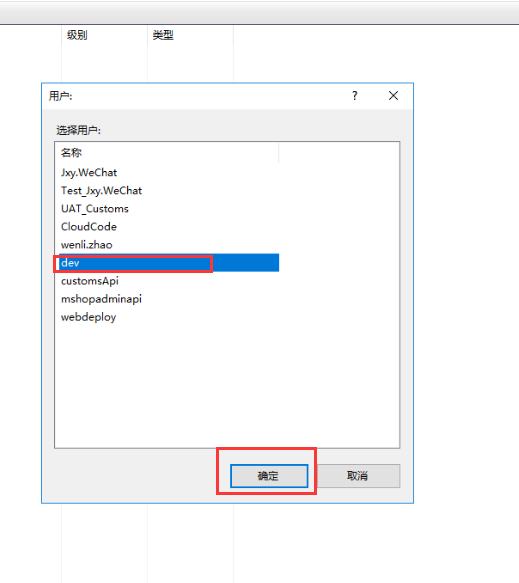 级别 类型
用户:
?
选择用户:
名称
Jxy.WeChat
Test_Jxy.WeChat
UAT_Customs
CloudCode
wenli.zhao
dev
customsApi
mshopadminapi
webdeploy
确定 取消